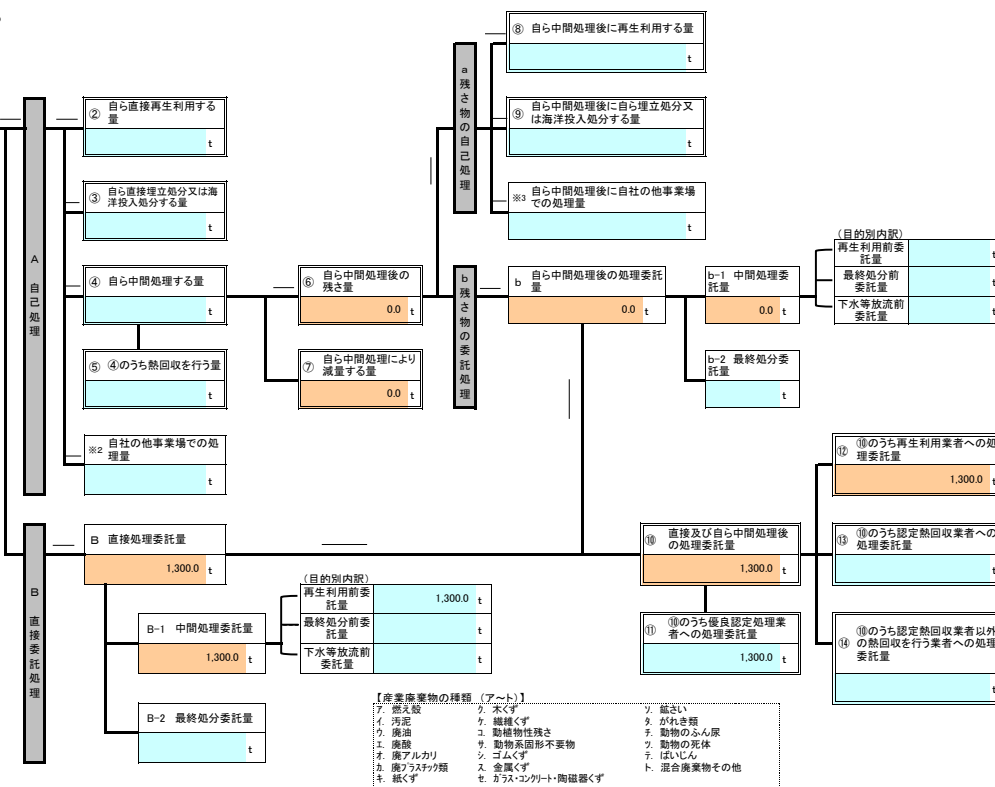 ⑧ 自ら中間処理後に再生利用する量
t
a 残さ物の自己処理
② 自ら直接再生利用する
量
t
⑨ 自ら中間処理後に自ら埋立処分又
は海洋投入処分する量
t
③ 自ら直接埋立処分又は海
洋投入処分する量
t
※3 自ら中間処理後に自社の他事業場
での処理量
t
A 自己処理
④ 自ら中間処理する量
t
⑥ 自ら中間処理後の
残さ量
0.0 t
b 残さ物の委託処理
b 自ら中間処理後の処理委託
量
0.0 t
b-1 中間処理委
託量
0.0 t
(目的別内訳)
再生利用前委
託量
t
最終処分前
委託量
t
下水等放流前
委託量
t
⑤ ④のうち熱回収を行う量
t
⑦ 自ら中間処理により
減量する量
0.0 t
b-2 最終処分委
託量
t
※2 自社の他事業場での処
理量
t
⑫ ⑩のうち再生利用業者への処
理委託量
1,300.0 t
B 直接委託処理
B 直接処理委託量
1,300.0 t
⑩ 直接及び自ら中間処理後
の処理委託量
1,300.0 t
⑬ ⑩のうち認定熱回収業者への
処理委託量
t
B-1 中間処理委託量
1,300.0 t
(目的別内訳)
再生利用前委
託量
1,300.0 t
最終処分前委
託量
t
下水等放流前
委託量
t
⑪ ⑩のうち優良認定処理業
者への処理委託量
1,300.0 t
⑭ ⑩のうち認定熱回収業者以外
の熱回収を行う業者への処理
委託量
t
B-2 最終処分委託量
t
【産業廃棄物の種類 (ア～ト)】
ア. 燃え殻
イ. 汚泥
ウ. 廃油
エ. 廃酸
オ. 廃アルカリ
カ. 廃プラスチック類
キ. 紙くず
ク. 木くず
ケ. 繊維くず
コ. 動植物性残さ
サ. 動物系固形不要物
シ. ゴムくず
ス. 金属くず
セ. ガラス・コンクリート・陶磁器くず
ソ. 鉱さい
タ. がれき類
チ. 動物のふん尿
ツ. 動物の死体
テ. ばいじん
ト. 混合廃棄物その他